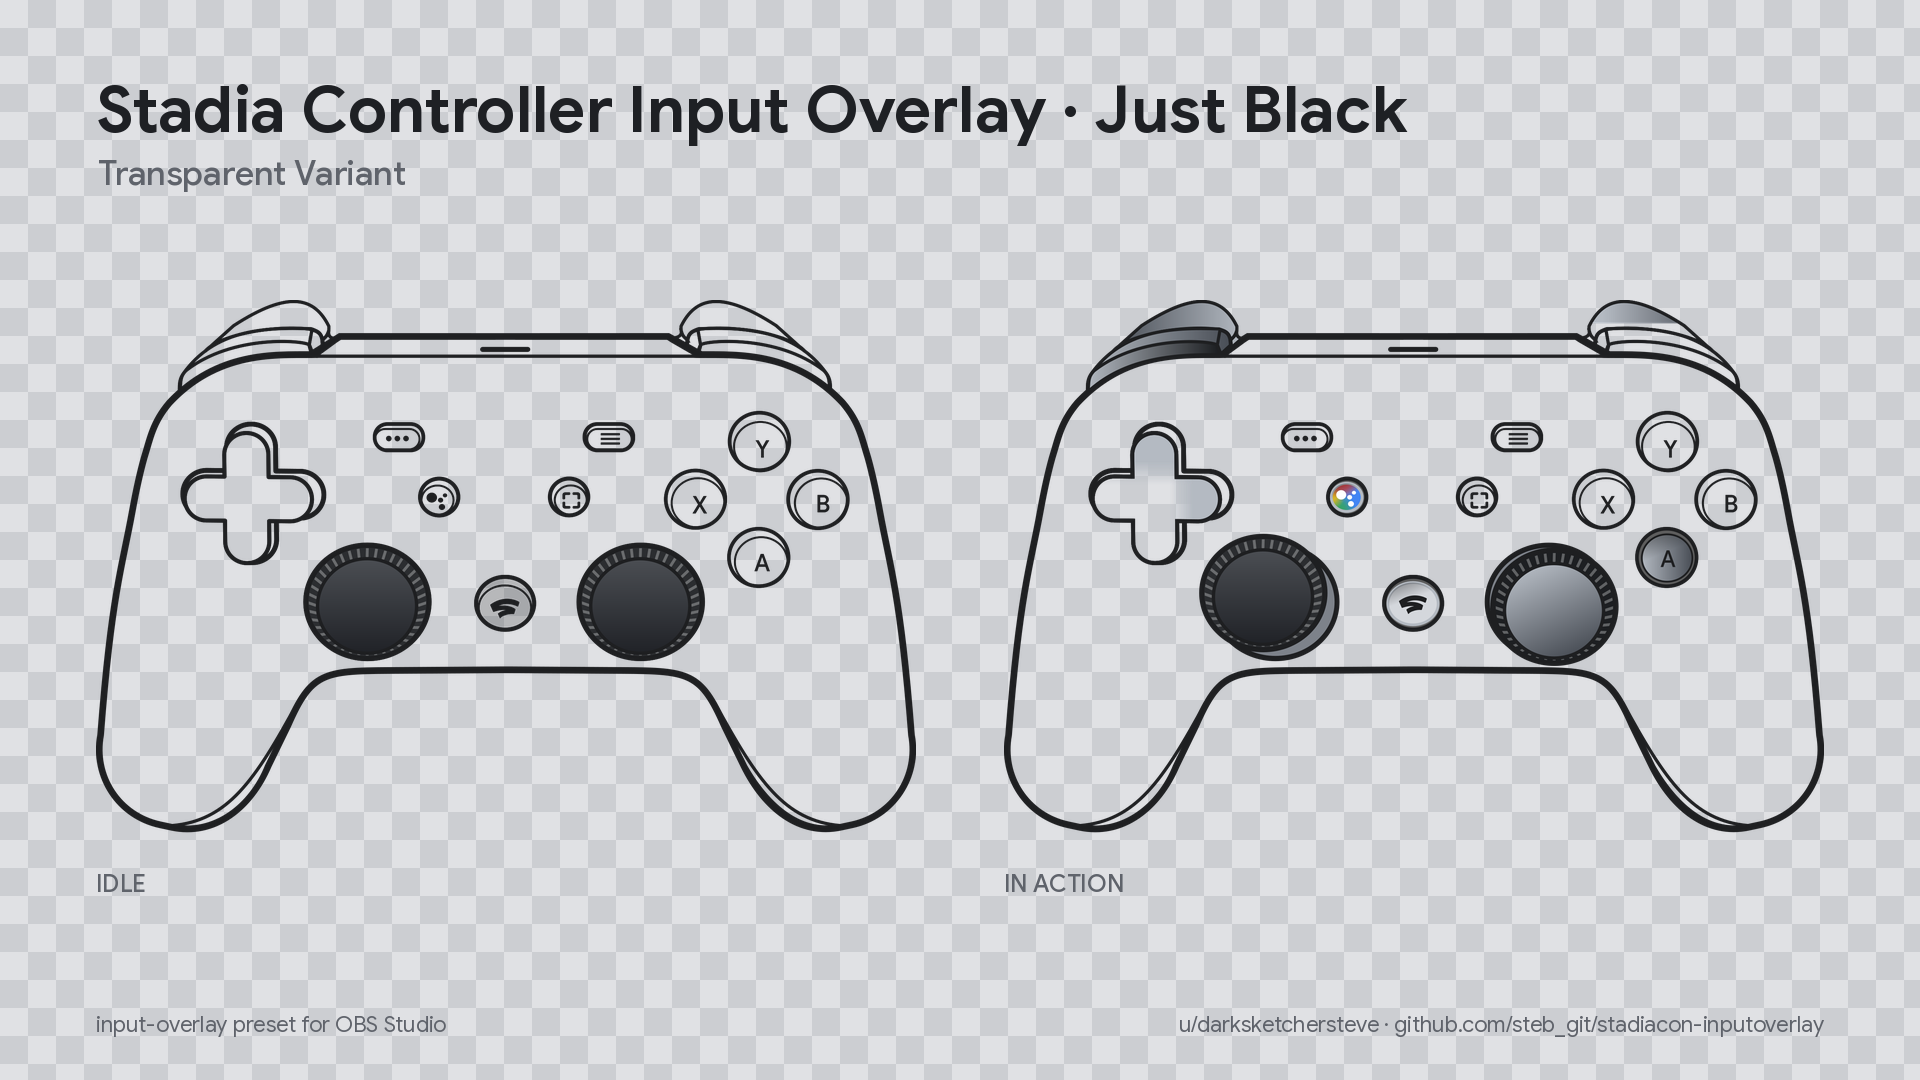 Stadia Controller Input Overlay · Just Black
Transparent Variant
Y
X
B
A
Y
X
B
A
IDLE
IN ACTION
input-overlay preset for OBS Studio
u/darksketchersteve · github.com/steb_git/stadiacon-inputoverlay